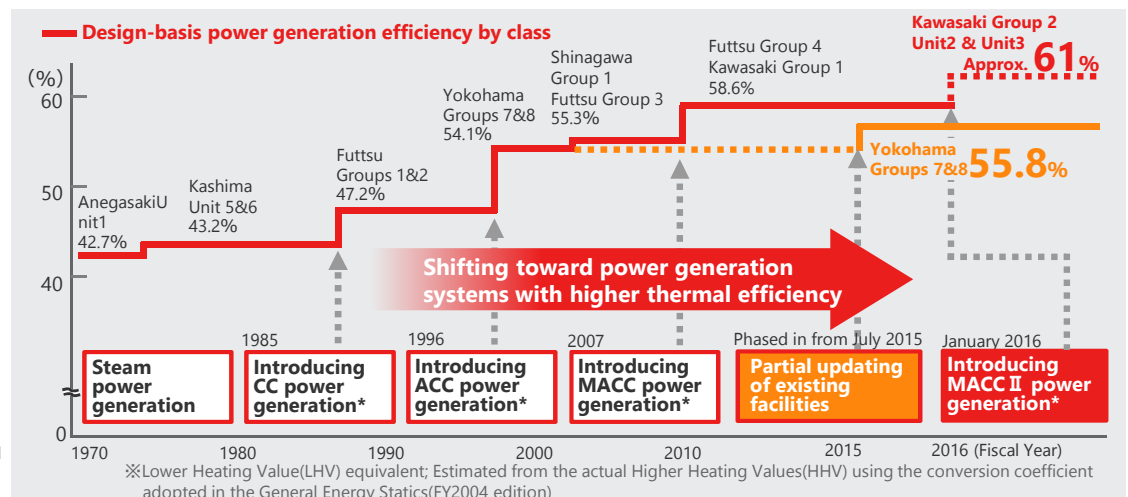 Design-basis power generation efficiency by class
Kawasaki Group 2
Unit2 & Unit3
Approx. 61%
(%)
60
50
40
0
AnegasakiU
nit1
42.7%
Kashima
Unit 5&6
43.2%
Futtsu
Groups 1&2
47.2%
Yokohama
Groups 7&8
54.1%
Shinagawa
Group 1
Futtsu Group 3
55.3%
Futtsu Group 4
Kawasaki Group 1
58.6%
Yokohama
Groups 7&8 55.8%
Shifting toward power generation
systems with higher thermal efficiency
Steam
power
generation
1985
Introducing
CC power
generation*
1996
Introducing
ACC power
generation*
2007
Introducing
MACC power
generation*
Phased in from July 2015
Partial updating
of existing
facilities
January 2016
Introducing
MACCⅡ power
generation*
1970
1980
1990
2000
2010
2015
2016 (Fiscal Year)
※Lower Heating Value(LHV) equivalent; Estimated from the actual Higher Heating Values(HHV) using the conversion coefficient
adopted in the General Energy Statics(FY2004 edition)